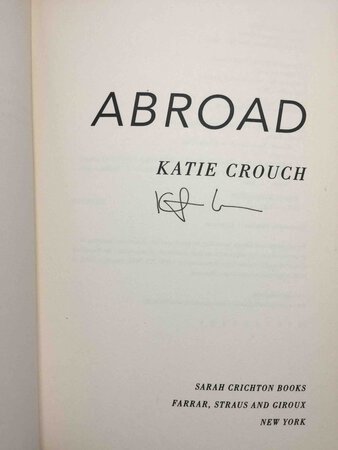 ABROAD
KATIE CROUCH
SARAH CRICHTON BOOKS
FARRAR, STRAUS AND GIROUX
NEW YORK